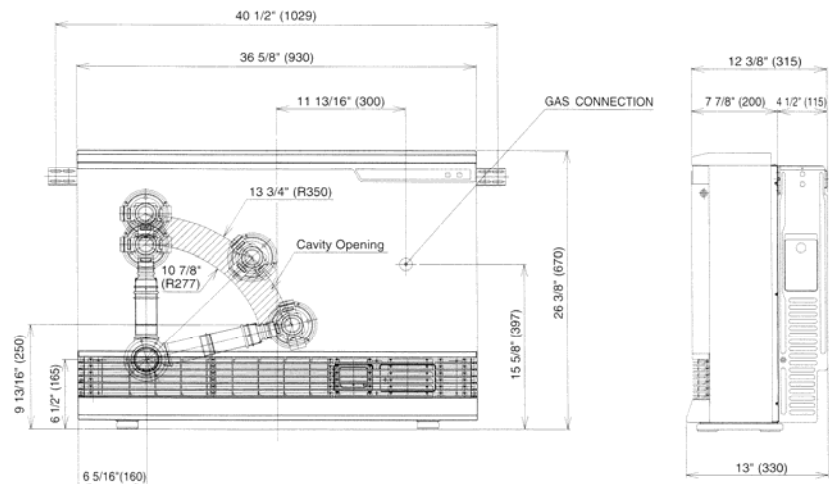 40 1/2" (1029)
36 5/8" (930)
11 13/16" (300)
GAS CONNECTION
12 3/8" (315)
7 7/8" (200)
4 1/2" (115)
13 3/4" (R350)
Cavity Opening
10 7/8"
(R277)
9 13/16" (250)
6 1/2" (165)
15 5/8" (397)
26 3/8" (670)
6 5/16"(160)
13" (330)